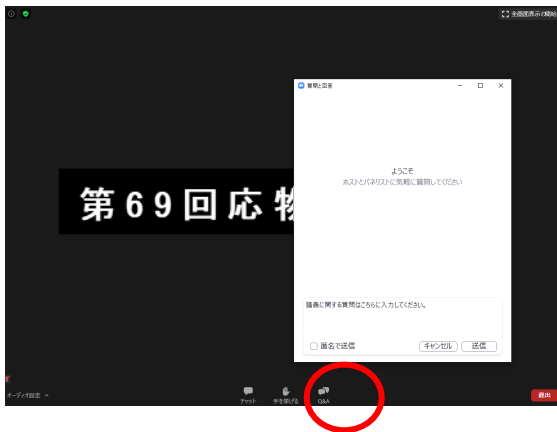 全画面表示の開始
質問と回答
ようこそ
ホストとパネリストに気軽に質問してください
第69回応物
講義に関する質問はこちらに入力してください。
匿名で送信
キャンセル
送信
オーディオ設定
チャット
手を挙げる
Q&A
退出